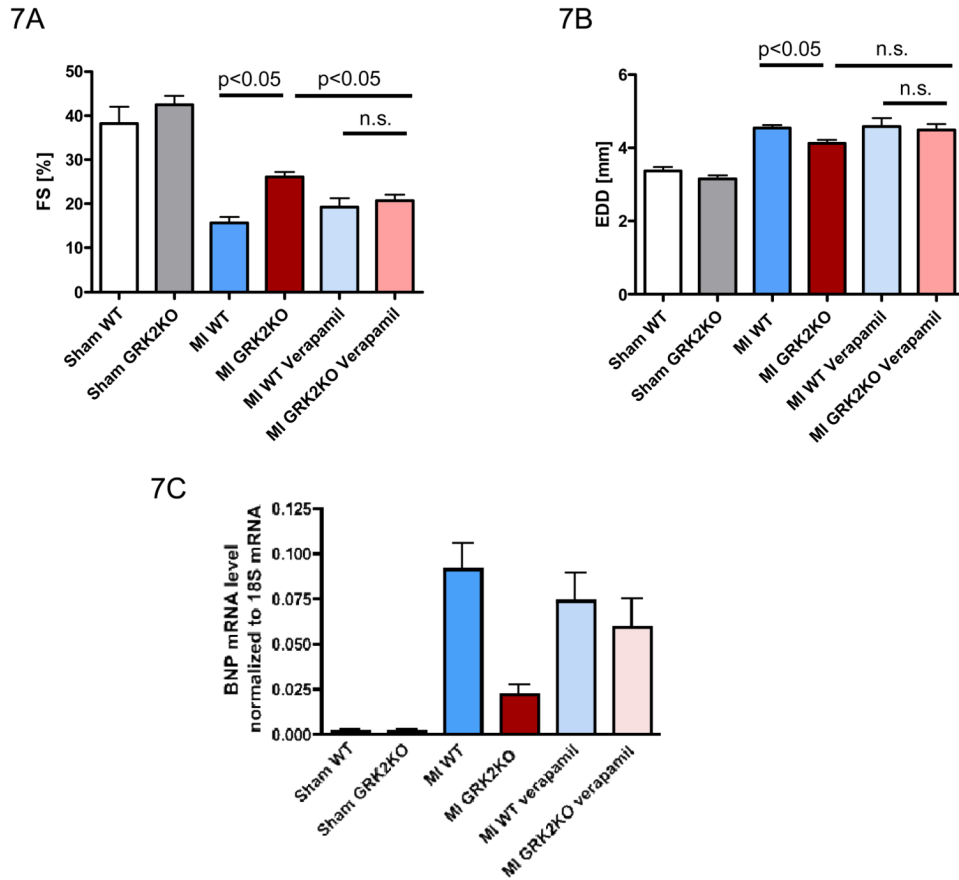 7A
7B
p<0.05
p<0.05
n.s.
FS [%]
50
40
30
20
10
0
Sham WT
Sham GRK2KO
MI WT
MI GRK2KO
MI WT Verapamil
MI GRK2KO Verapamil
n.s.
p<0.05
n.s.
EDD [mm]
6
4
2
0
Sham WT
Sham GRK2KO
MI WT
MI GRK2KO
MI WT Verapamil
MI GRK2KO Verapamil
7C
BNP mRNA level
normalized to 18S mRNA
0.125
0.100
0.075
0.050
0.025
0.000
Sham WT
Sham GRK2KO
MI WT
MI GRK2KO
MI WT verapamil
MI GRK2KO verapamil